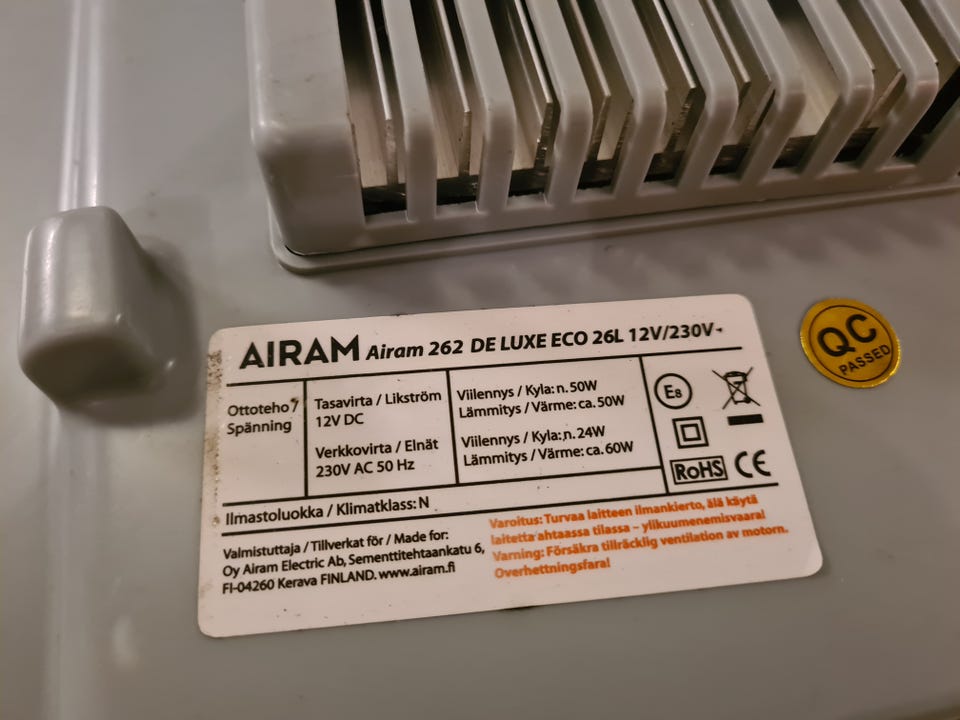 AIRAM Airam 262 DE LUXE ECO 26L 12V/230V~
Ottoteho7
Spänning
Tasavirta / Likström
12V DC
Verkkovirta / Elnät
230V AC 50 Hz
Viilennys / Kyla: n. 50W
Lämmitys / Värme: ca. 50W
Viilennys / Kyla:,n. 24W
Lämmitys / Värme: ca. 60W
E8
RoHS CE
Ilmastoluokka / Klimatklass: N
Valmistuttaja / Tillverkat för / Made for:
Oy Airam Electric Ab, Sementtitehtaankatu 6,
FI-04260 Kerava FINLAND. www.airam.fi
Varoitus: Turvaa laitteen ilmankierto, älä käytä
laitetta ahtaassa tilassa – ylikuumenemisvaara!
Varning: Försäkra tillräcklig ventilation av motorn.
Overhettningsfara!
QC
PASSED